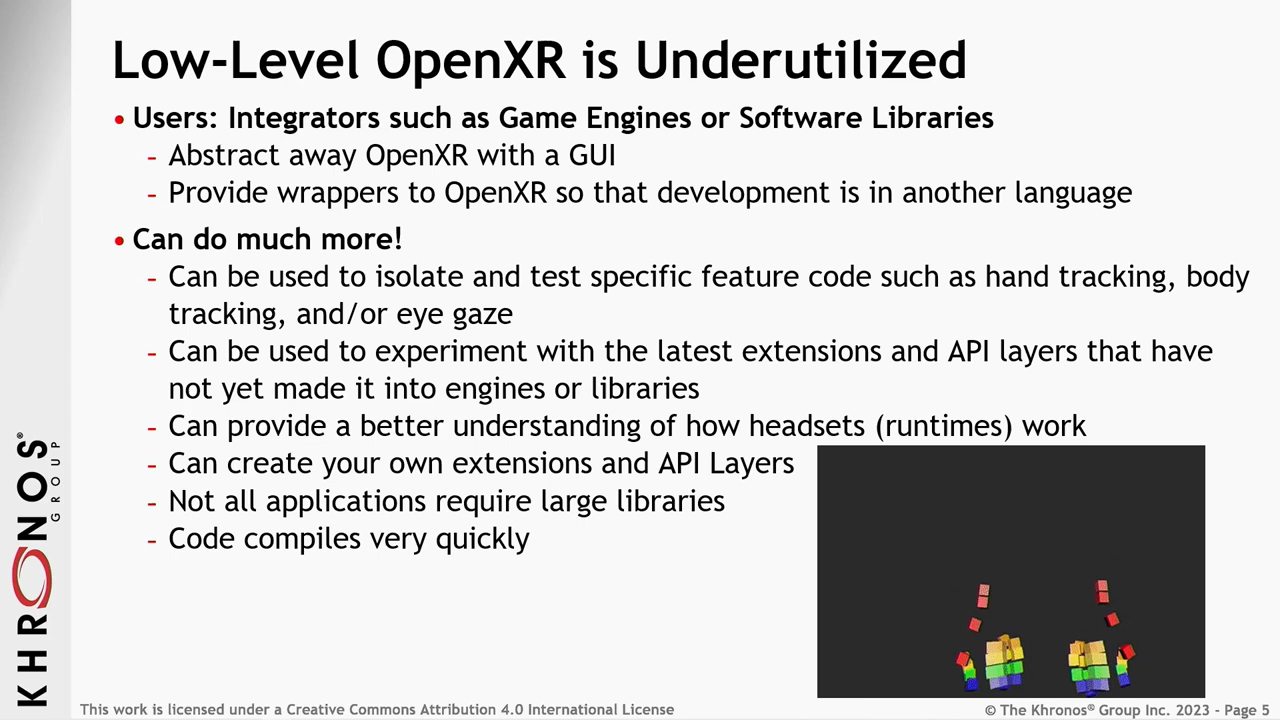 Low-Level OpenXR is Underutilized
• Users: Integrators such as Game Engines or Software Libraries
- Abstract away OpenXR with a GUI
- Provide wrappers to OpenXR so that development is in another language
• Can do much more!
- Can be used to isolate and test specific feature code such as hand tracking, body
tracking, and/or eye gaze
- Can be used to experiment with the latest extensions and API layers that have
not yet made it into engines or libraries
- Can provide a better understanding of how headsets (runtimes) work
- Can create your own extensions and API Layers
- Not all applications require large libraries
- Code compiles very quickly
KHRONOS®
GROUP
This work is licensed under a Creative Commons Attribution 4.0 International License
© The Khronos® Group Inc. 2023 - Page 5